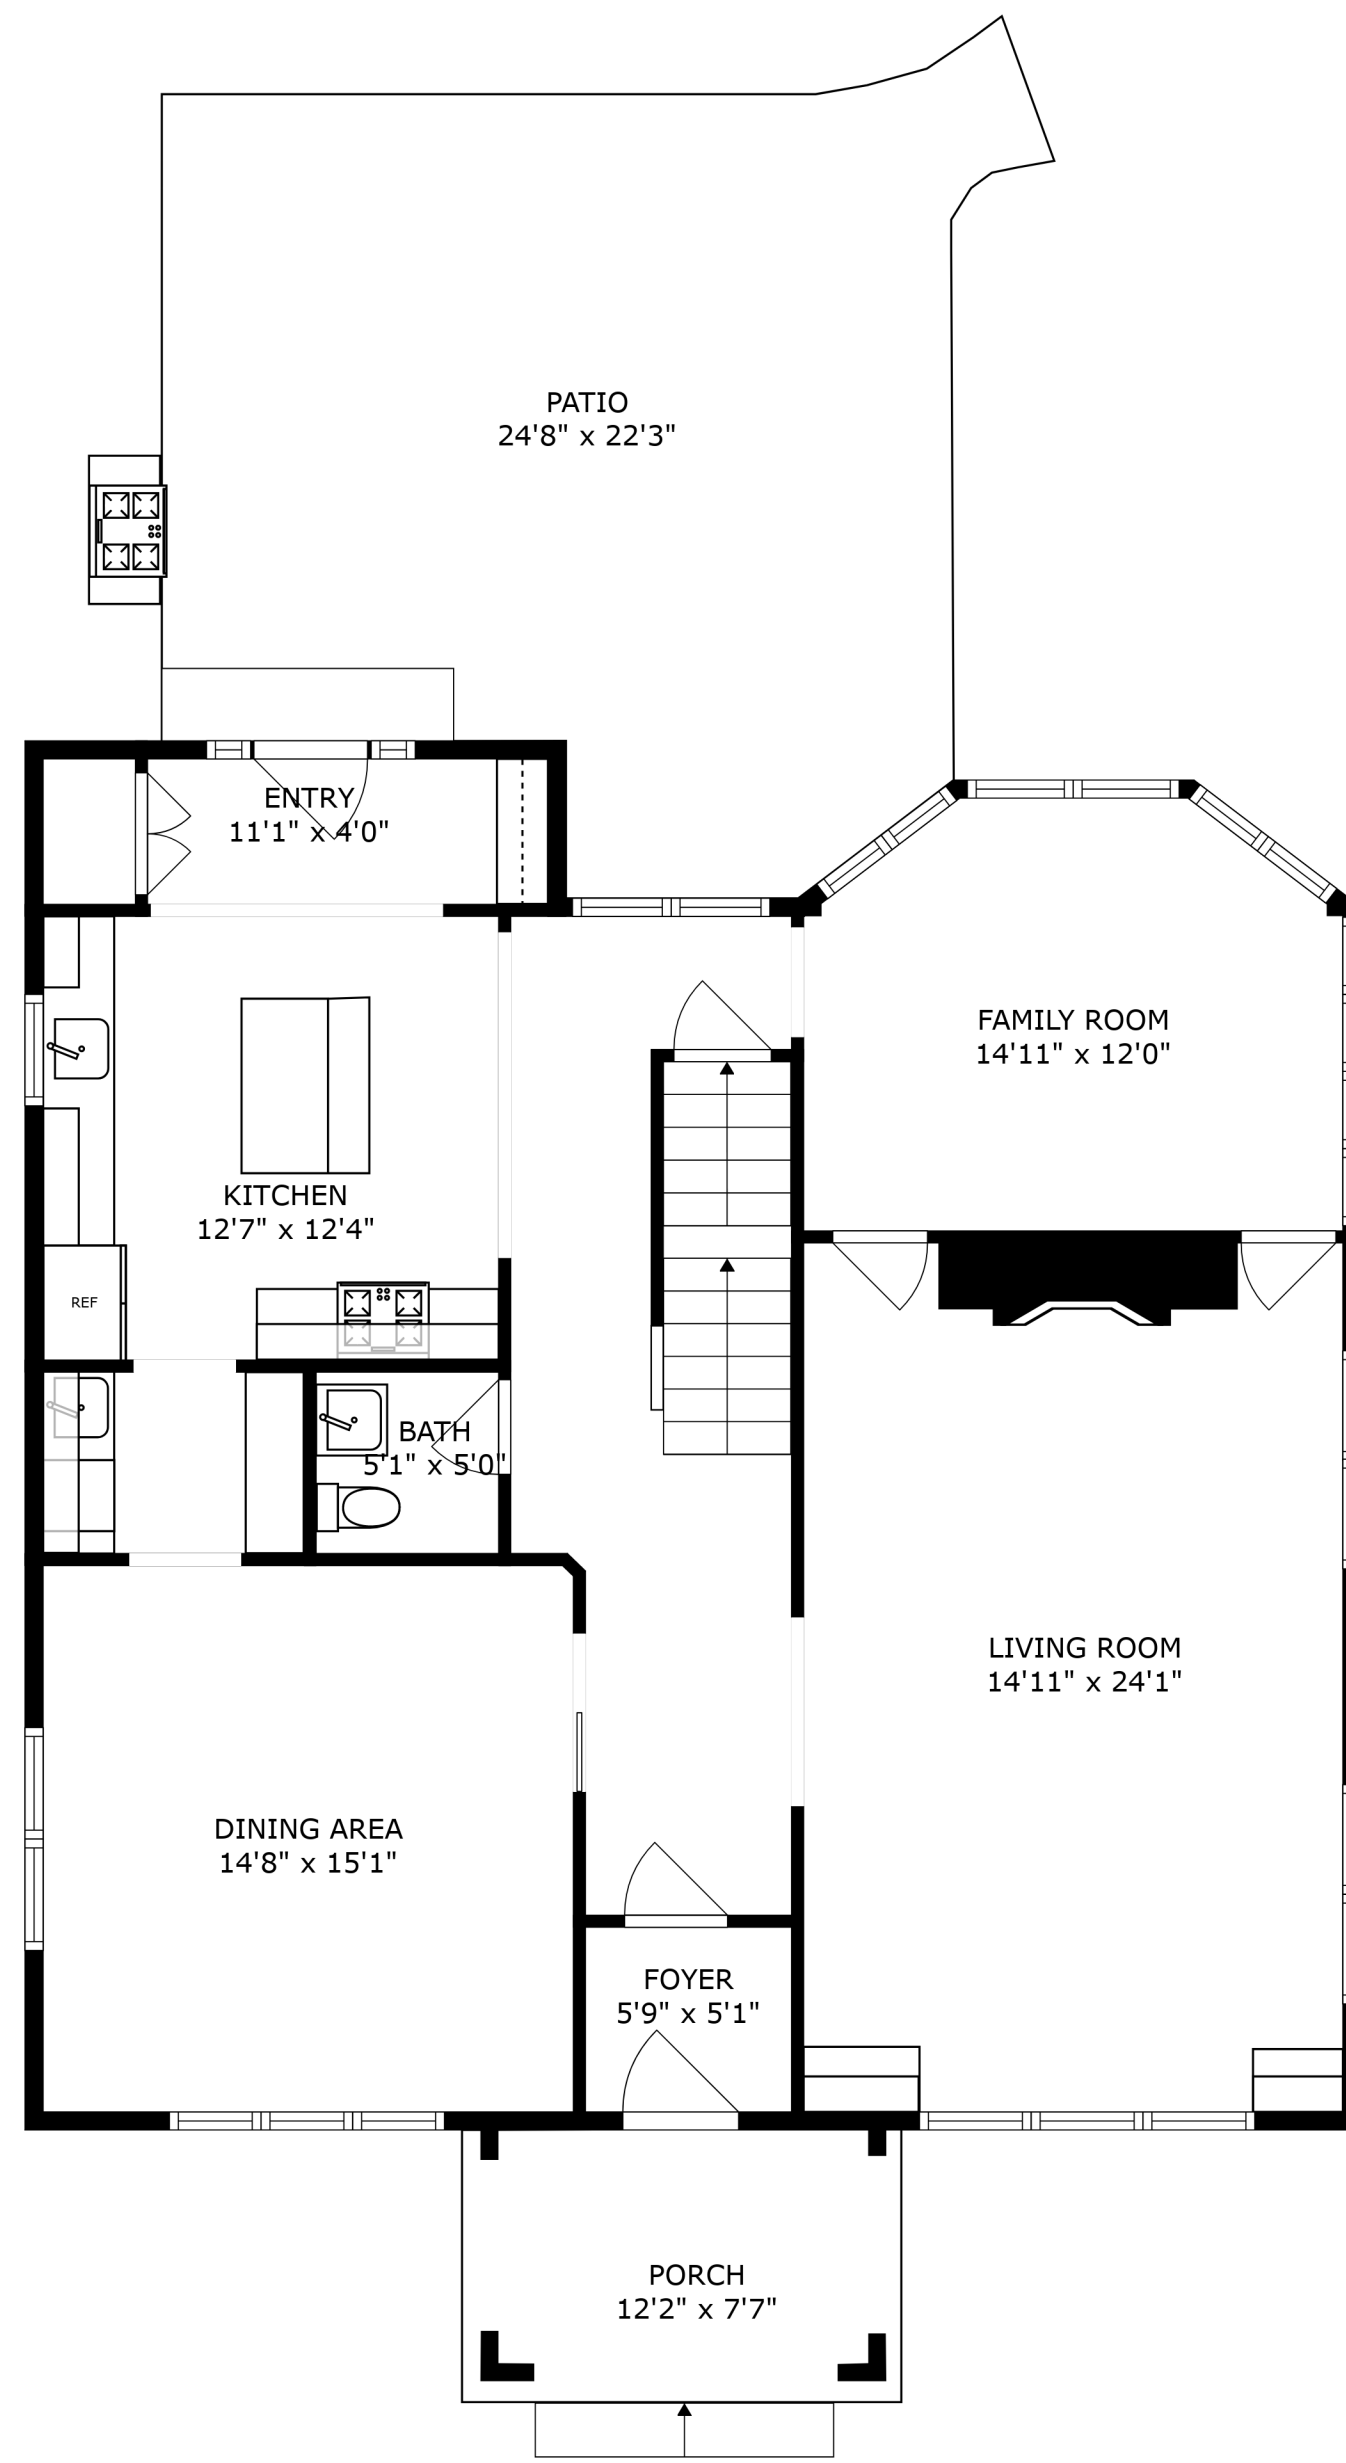 PATIO
24'8" x 22'3"
ENTRY
11'1" x 4'0"
FAMILY ROOM
14'11" x 12'0"
KITCHEN
12'7" x 12'4"
REF
BATH
5'1" x 5'0"
LIVING ROOM
14'11" x 24'1"
DINING AREA
14'8" x 15'1"
FOYER
5'9" x 5'1"
PORCH
12'2" x 7'7"